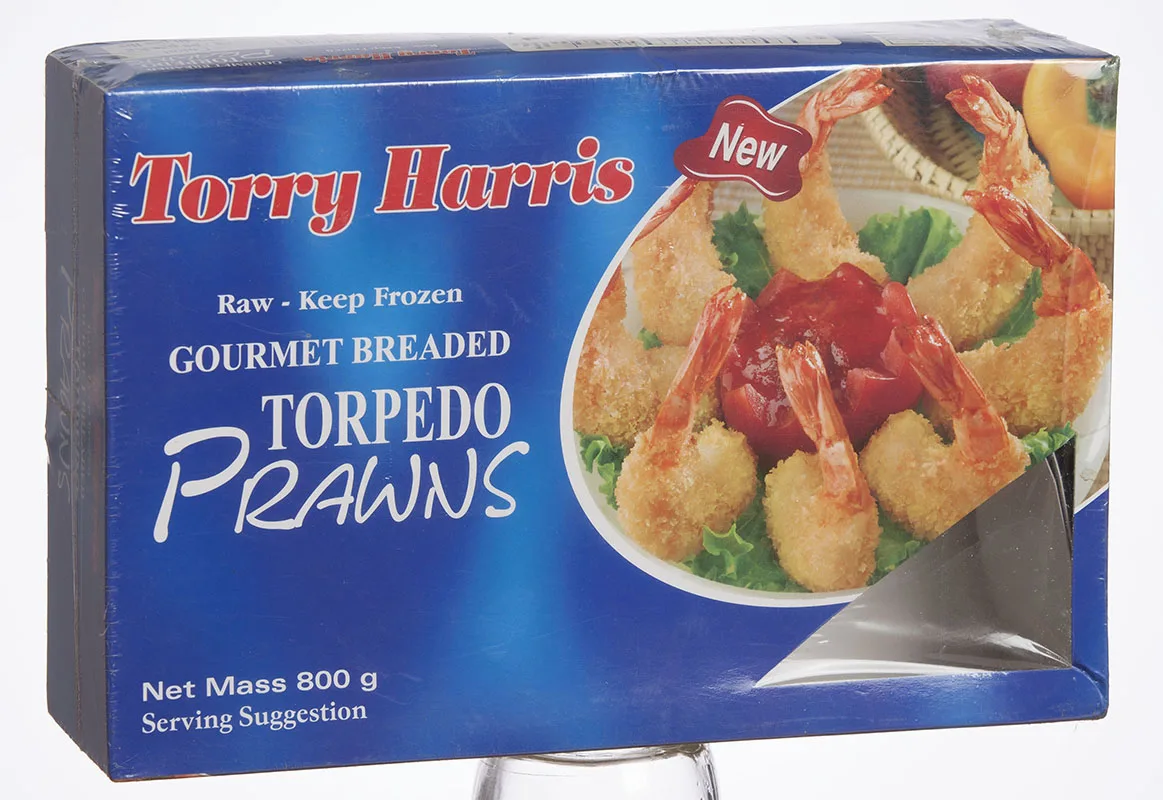 Torry Harris
New
Raw - Keep Frozen
GOURMET BREADED
TORPEDO
PRAWNS
Net Mass 800 g
Serving Suggestion